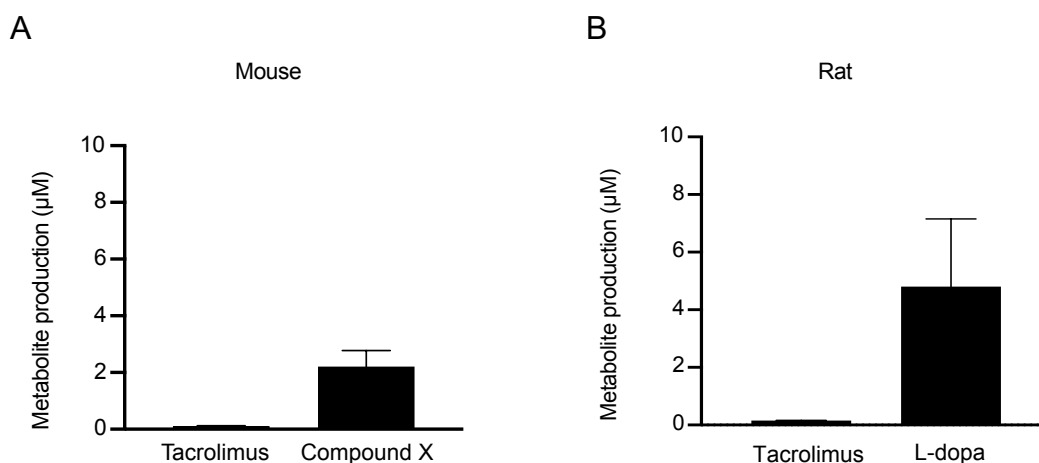 A
Mouse
Metabolite production (µM)
10
8
6
4
2
0
Tacrolimus
Compound X
B
Rat
Metabolite production (µM)
10
8
6
4
2
0
Tacrolimus
L-dopa